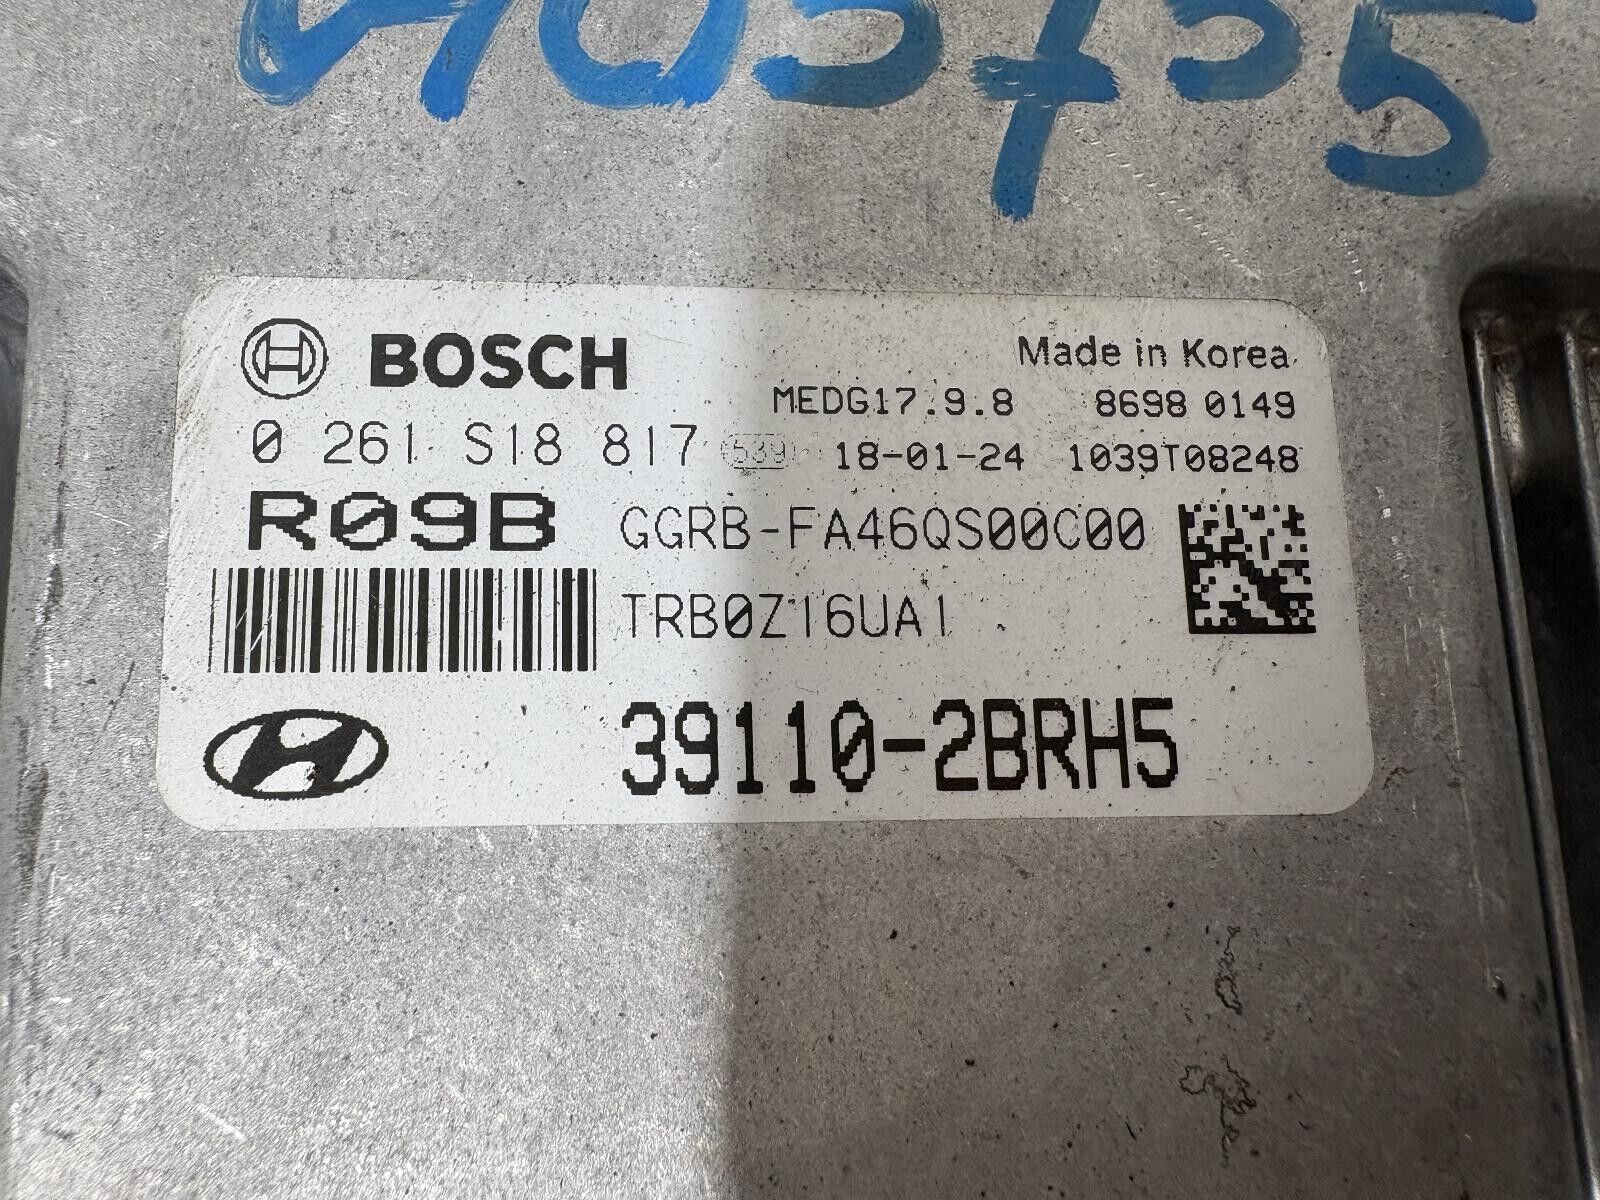 BOSCH
Made in Korea
MEDG17.9.8 8698 0149
0 261 S18 817 539 18-01-24 1039T08248
R09B GGRB-FA46QS00C00
TRB0Z16UA1
39110-2BRH5